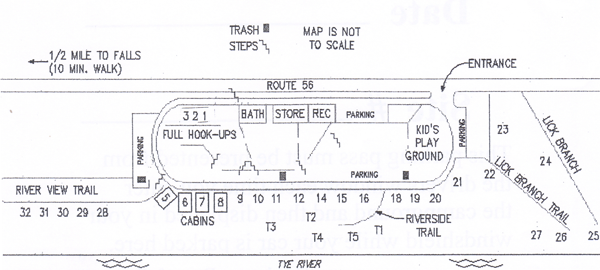 TRASH
STEPS
MAP IS NOT
TO SCALE
1/2 MILE TO FALLS
(10 MIN. WALK)
ENTRANCE
ROUTE 56
3 2 1
BATH
STORE
REC
PARKING
FULL HOOK-UPS
KID'S
PLAY
GROUND
PARKING
PARKING
PARKING
23
LICK BRANCH
24
22
LICK BRANCH TRAIL
21
RIVER VIEW TRAIL
32 31 30 29 28
5
6 7 8
CABINS
9 10 11 12 13 14 15 16 17 18 19 20
T3
T2
T4
T5
T1
RIVERSIDE
TRAIL
27 26 25
TYE RIVER